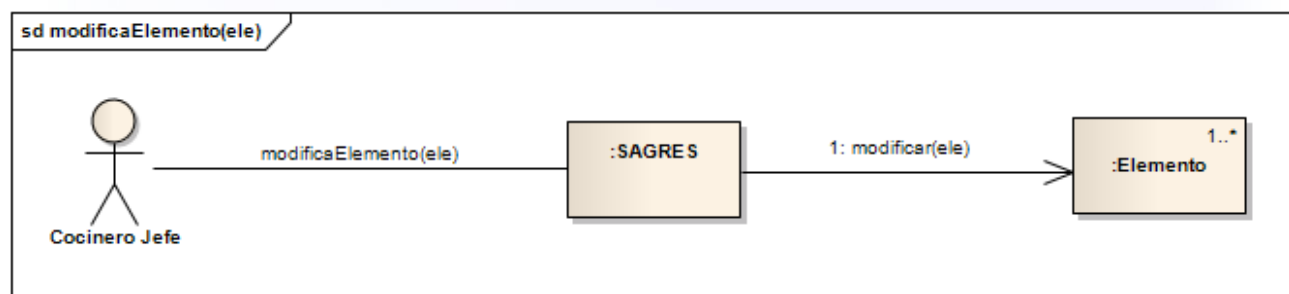 sd modificaElemento(ele)
modificaElemento(ele)
:SAGRES
1: modificar(ele)
1..*
:Elemento
Cocinero Jefe